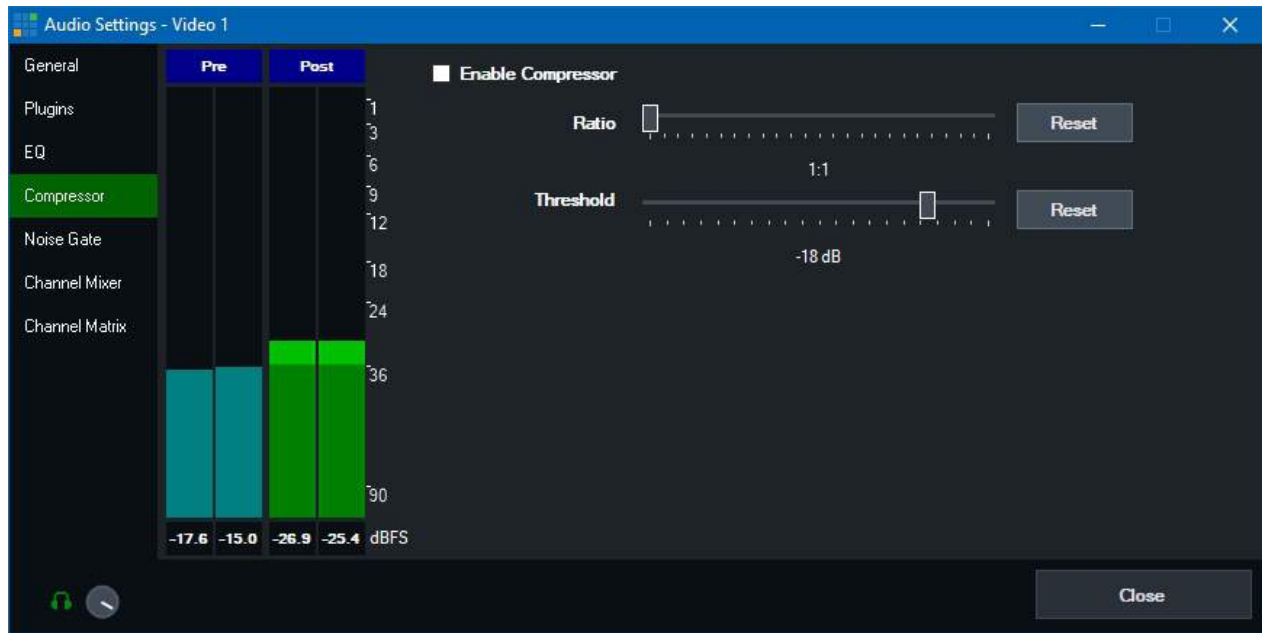 Audio Settings - Video 1
General
Plugins
EQ
Compressor
Noise Gate
Channel Mixer
Channel Matrix
Pre Post
1
3
6
9
12
18
24
36
90
-17.6 -15.0 -26.9 -25.4 dBFS
Enable Compressor
Ratio
Reset
1:1
Threshold
Reset
-18 dB
Close